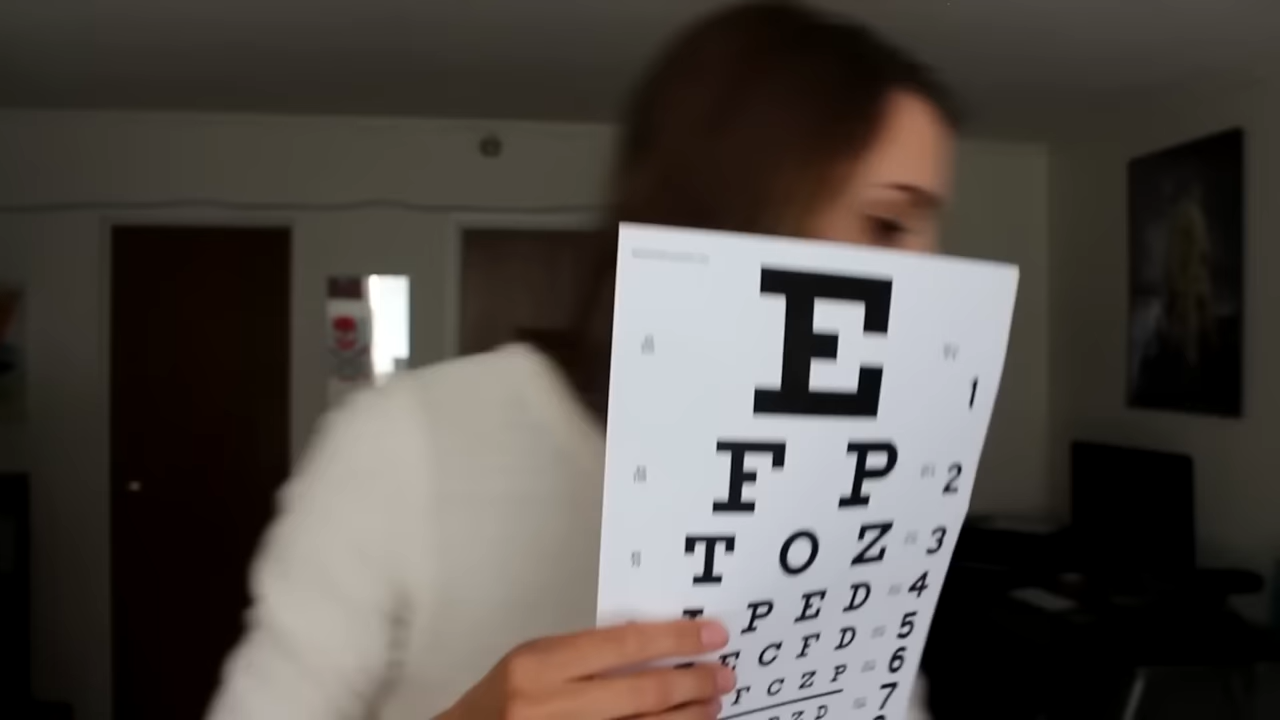 E 1
F P 2
T O Z 3
P E D 4
E C F D 5
F C Z P 6
Z D 7